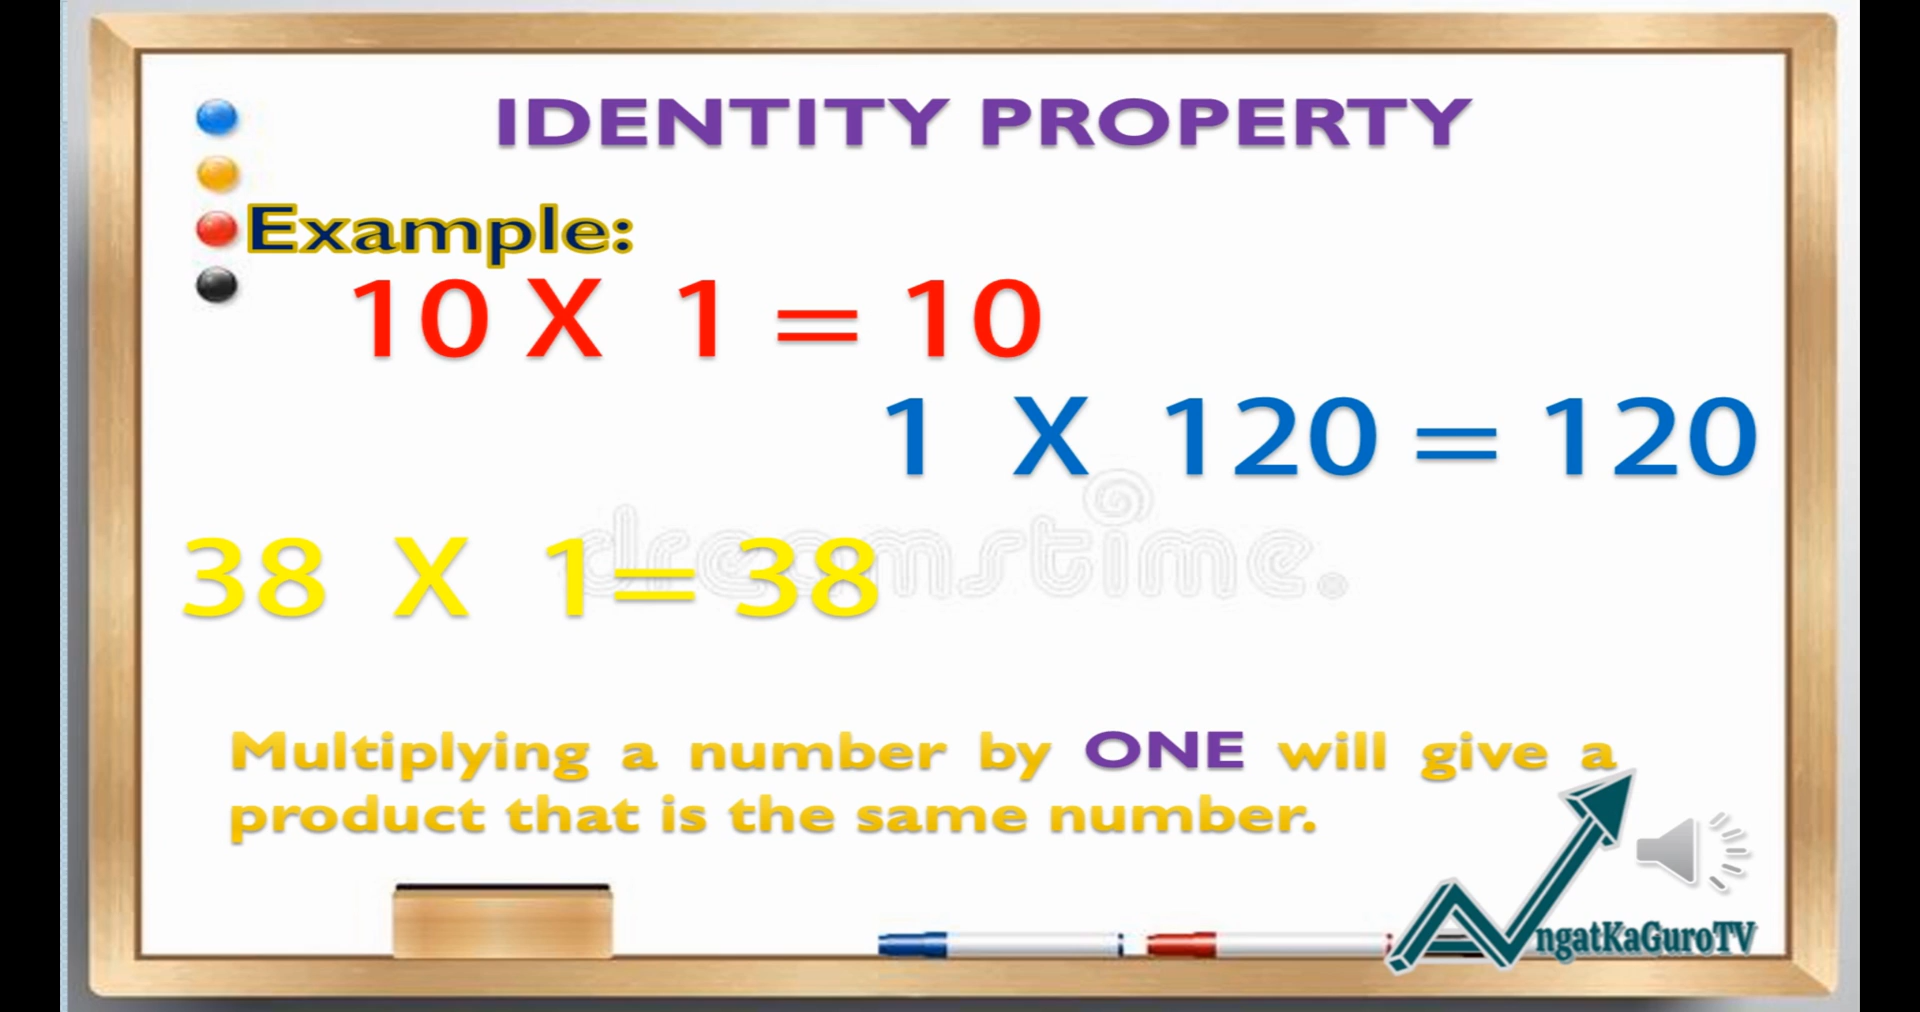 IDENTITY PROPERTY
Example:
10 X 1 = 10
1 X 120 = 120
38 X 1= 38
dreamstime.
Multiplying a number by ONE will give a
product that is the same number.
ngatKaGuroTV